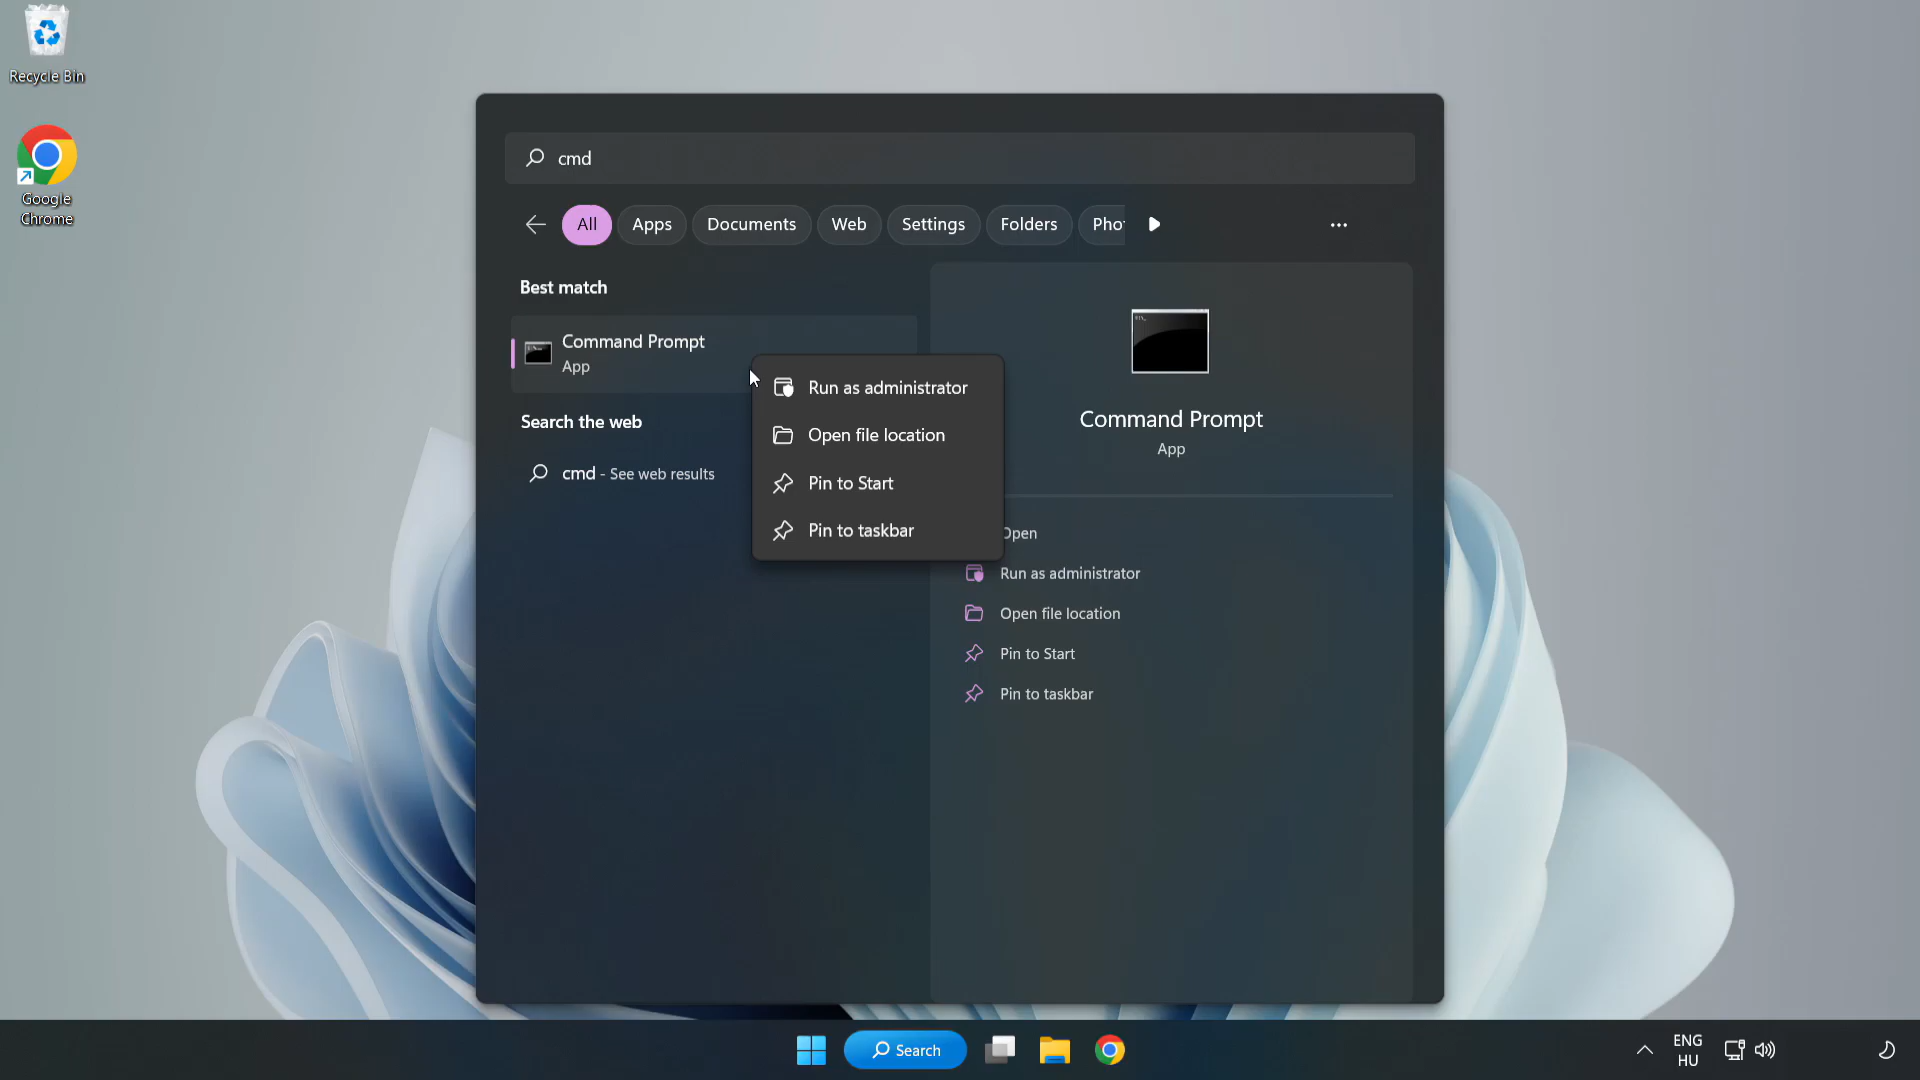 Recycle Bin
Google
Chrome
cmd
All
Apps
Documents
Web
Settings
Folders
Best match
Command Prompt
App
Search the web
cmd - See web results
Run as administrator
Open file location
Pin to Start
Pin to taskbar
Command Prompt
App
Open
Run as administrator
Open file location
Pin to Start
Pin to taskbar
Search
ENG
HU